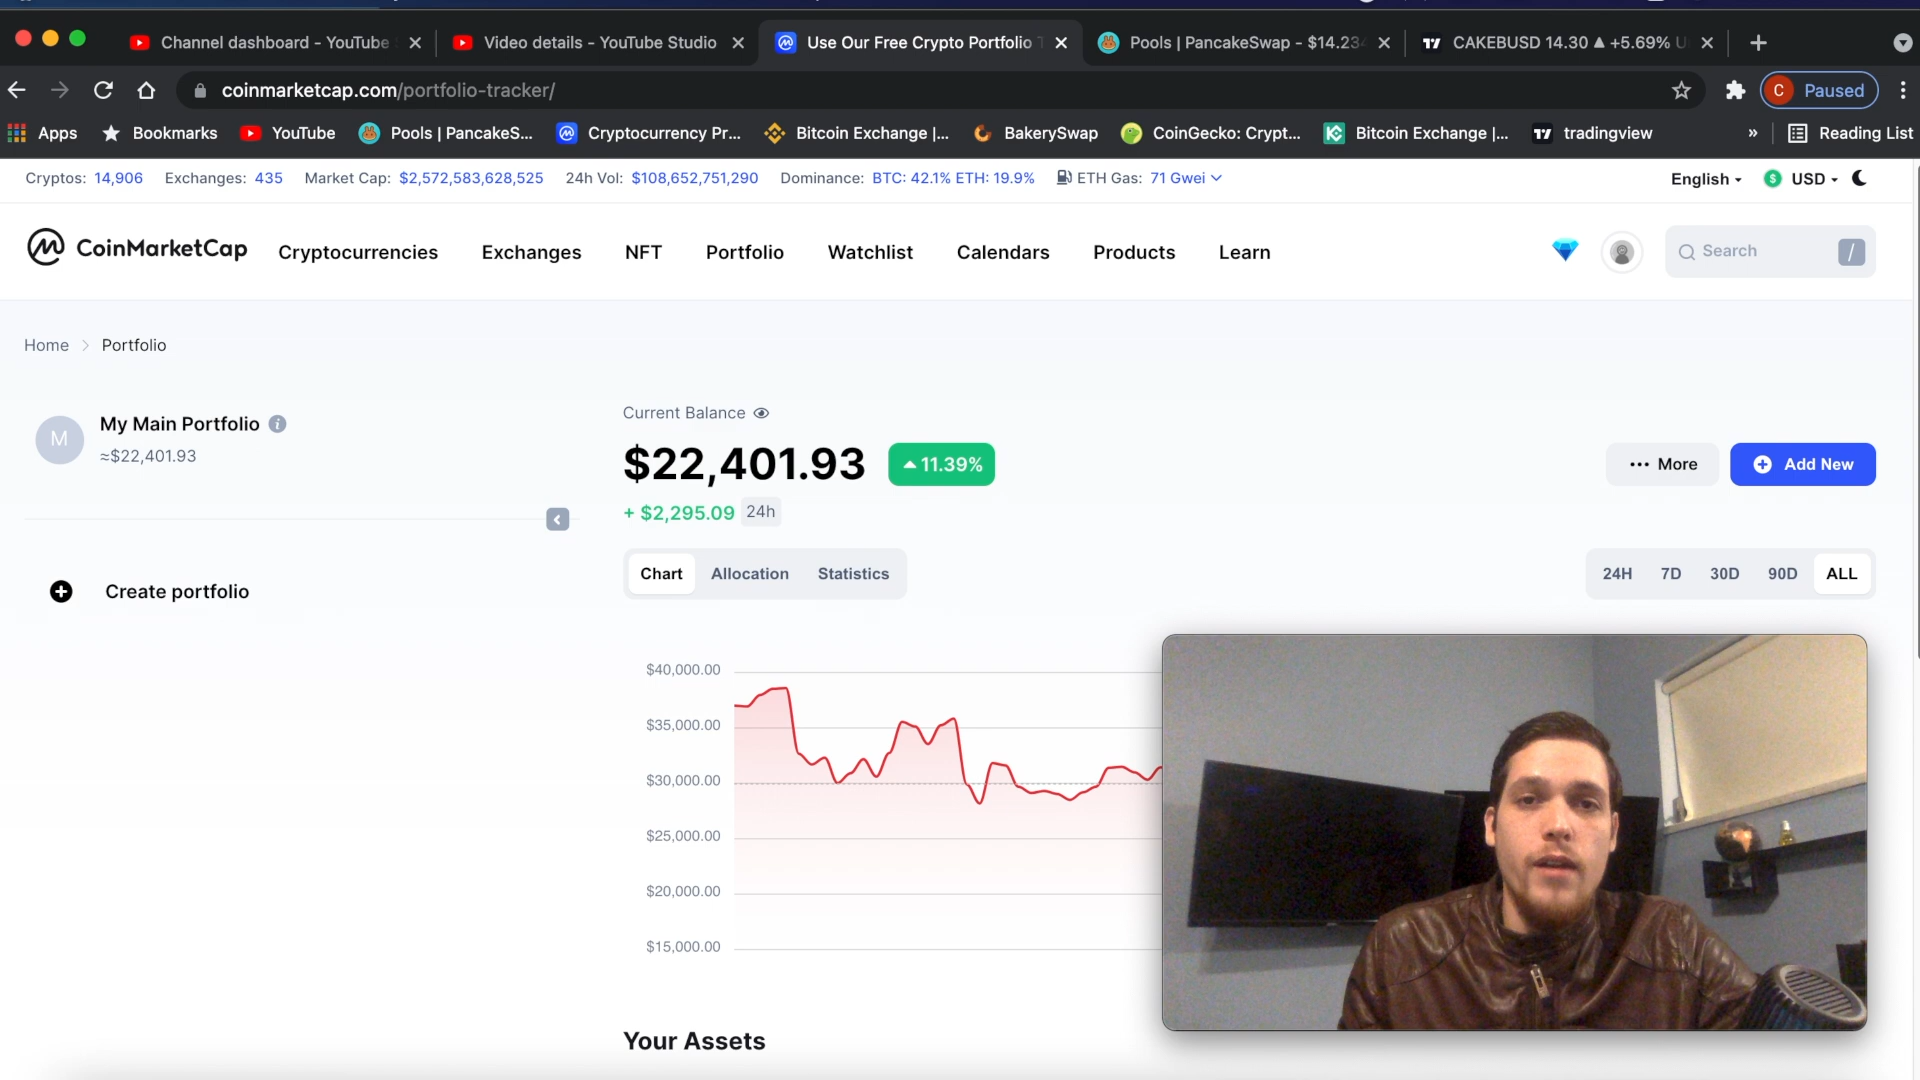 Channel dashboard - YouTube
Video details - YouTube Studio
Use Our Free Crypto Portfolio T
Pools | PancakeSwap - $14.234
CAKEBUSD 14.30 ▲ +5.69% U
coinmarketcap.com/portfolio-tracker/
C Paused
Apps
Bookmarks
YouTube
Pools | PancakeS...
Cryptocurrency Pr...
Bitcoin Exchange |...
BakerySwap
CoinGecko: Crypt...
Bitcoin Exchange |...
tradingview
»
Reading List
Cryptos: 14,906 Exchanges: 435 Market Cap: $2,572,583,628,525 24h Vol: $108,652,751,290 Dominance: BTC: 42.1% ETH: 19.9% ETH Gas: 71 Gwei
English
USD
CoinMarketCap
Cryptocurrencies
Exchanges
NFT
Portfolio
Watchlist
Calendars
Products
Learn
Search /
Home > Portfolio
M
My Main Portfolio
≈$22,401.93
Create portfolio
Current Balance
$22,401.93
11.39%
+ $2,295.09 24h
More
Add New
Chart Allocation Statistics
24H 7D 30D 90D ALL
$40,000.00
$35,000.00
$30,000.00
$25,000.00
$20,000.00
$15,000.00
Your Assets